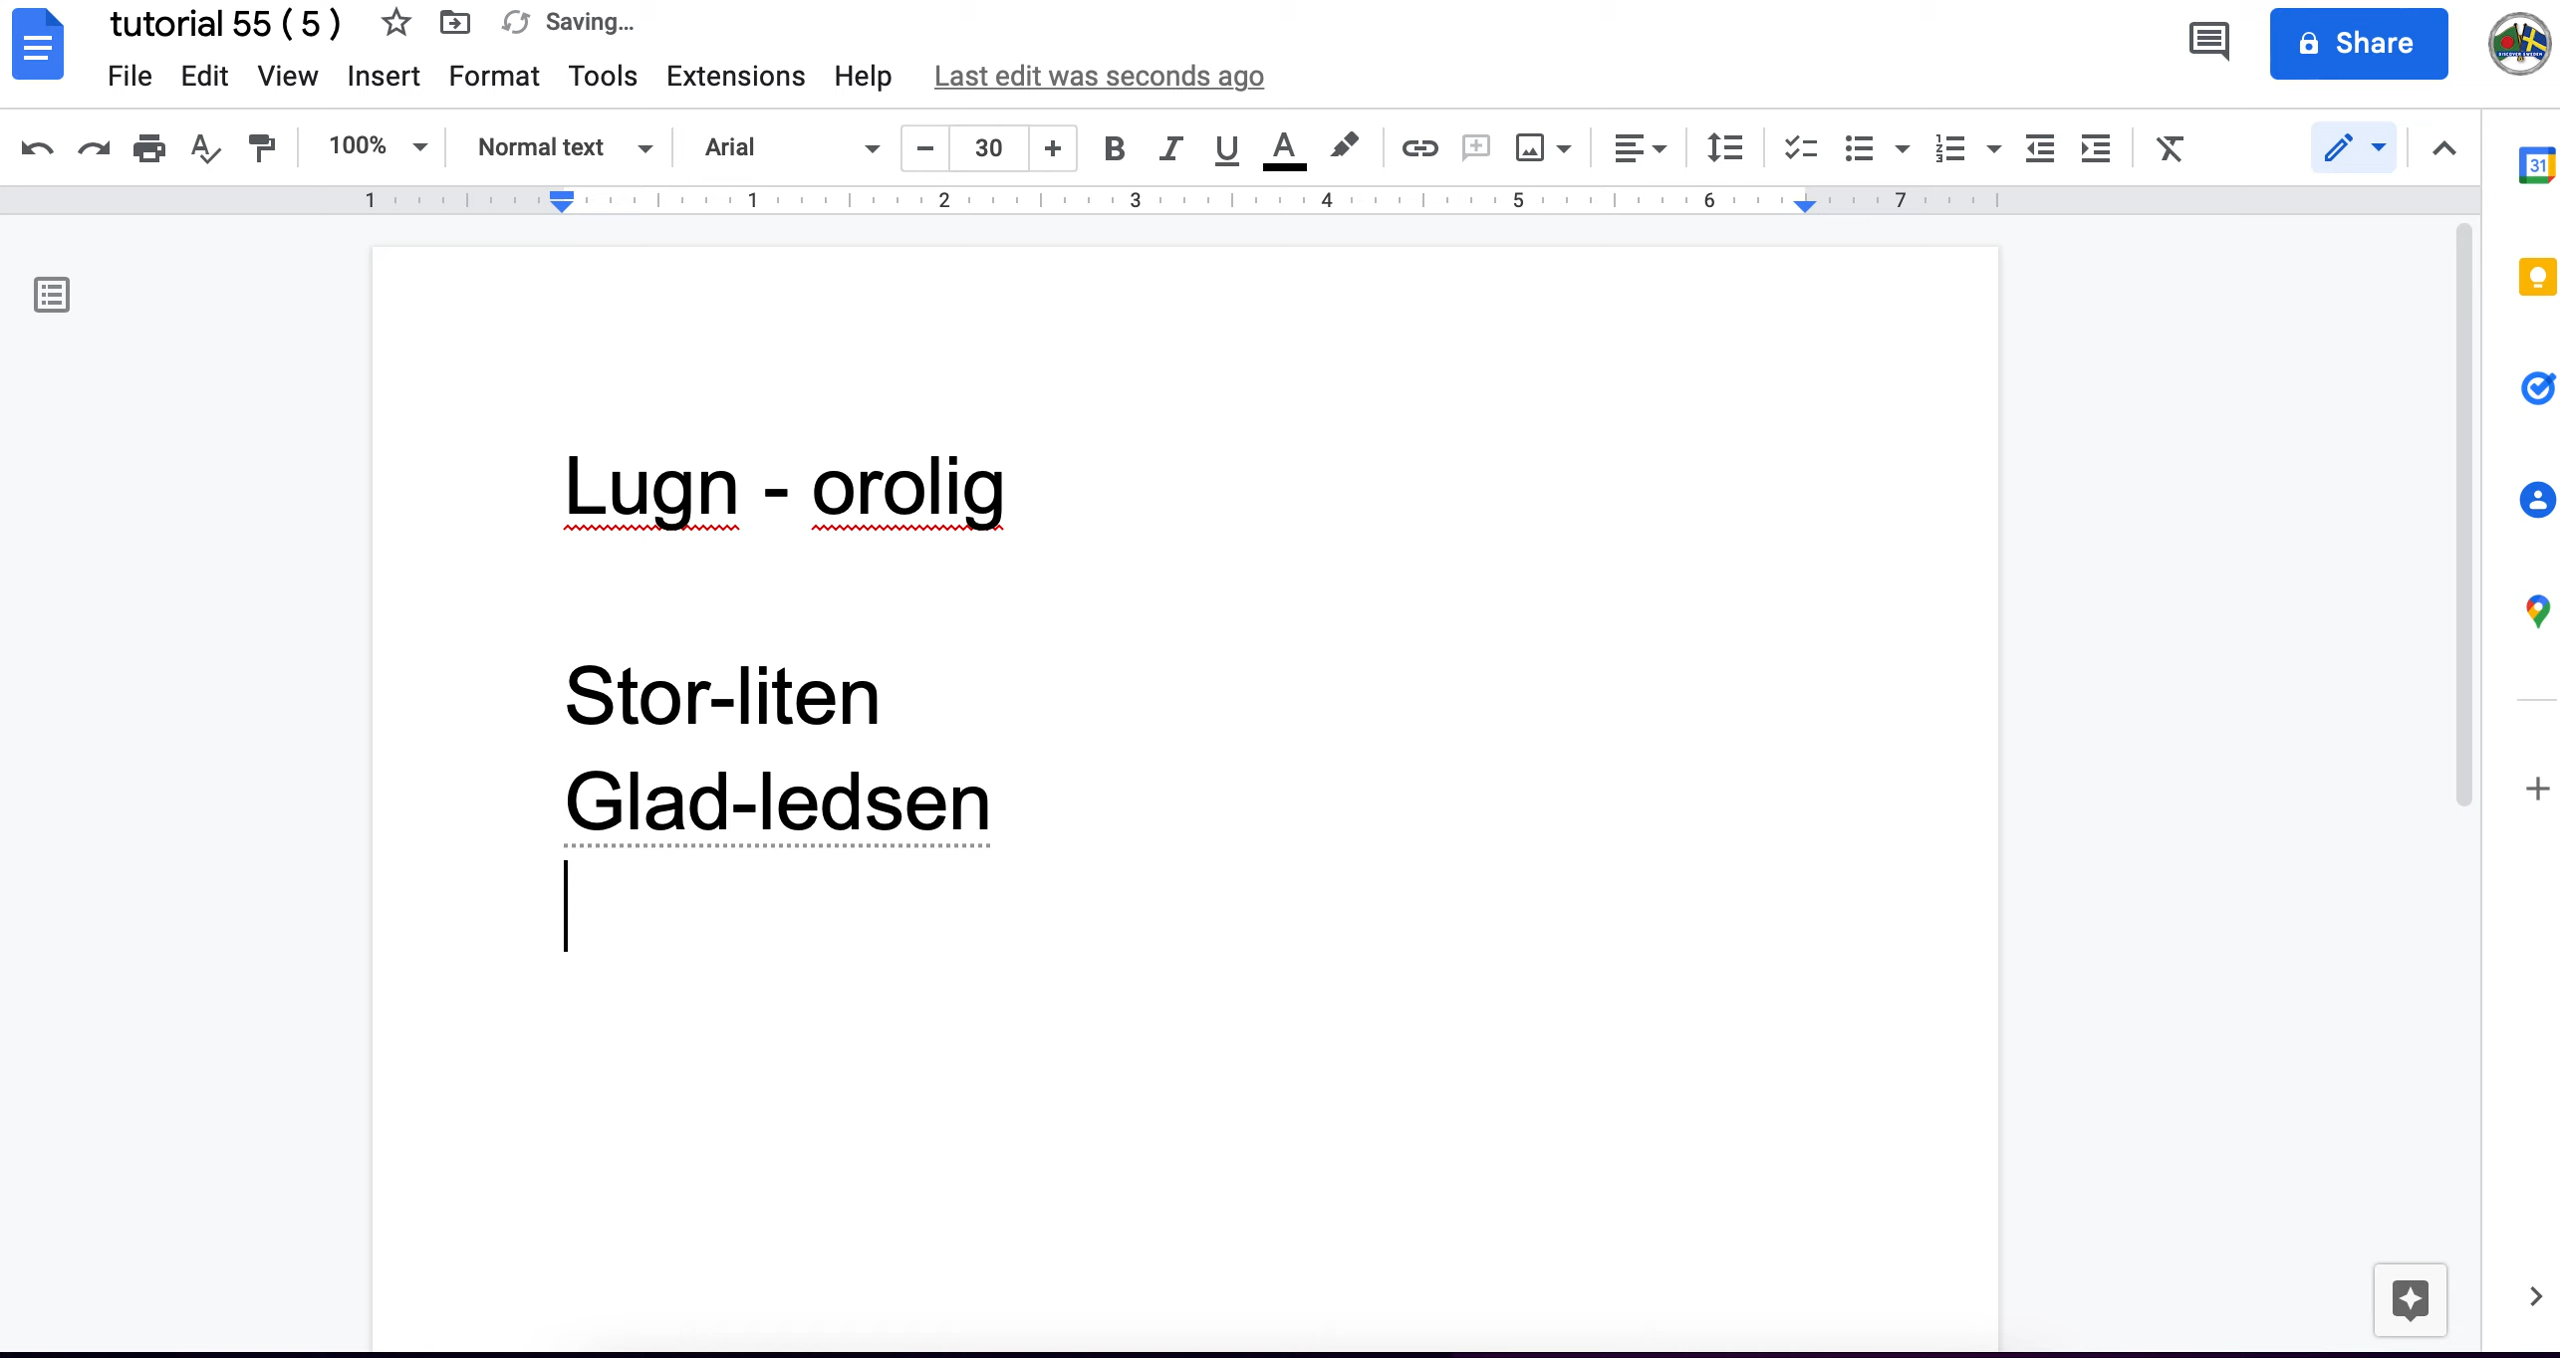 tutorial 55 ( 5 ) Saving...
Share
File Edit View Insert Format Tools Extensions Help Last edit was seconds ago
100% Normal text Arial − 30 + B I U A
1 1 2 3 4 5 6 7
31
Lugn - orolig
Stor-liten
Glad-ledsen